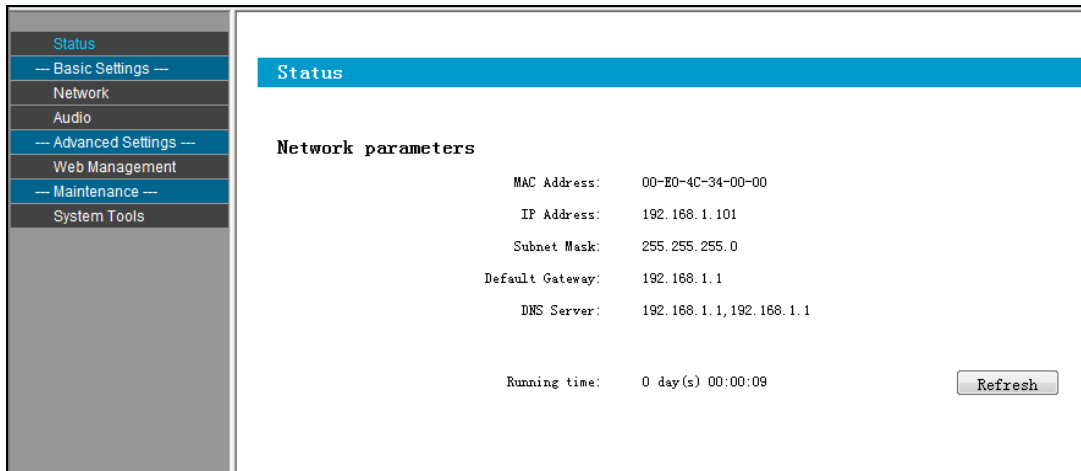 Status
--- Basic Settings ---
Network
Audio
--- Advanced Settings ---
Web Management
--- Maintenance ---
System Tools
Status
Network parameters
MAC Address: 00-E0-4C-34-00-00
IP Address: 192.168.1.101
Subnet Mask: 255.255.255.0
Default Gateway: 192.168.1.1
DNS Server: 192.168.1.1,192.168.1.1
Running time: 0 day(s) 00:00:09 Refresh